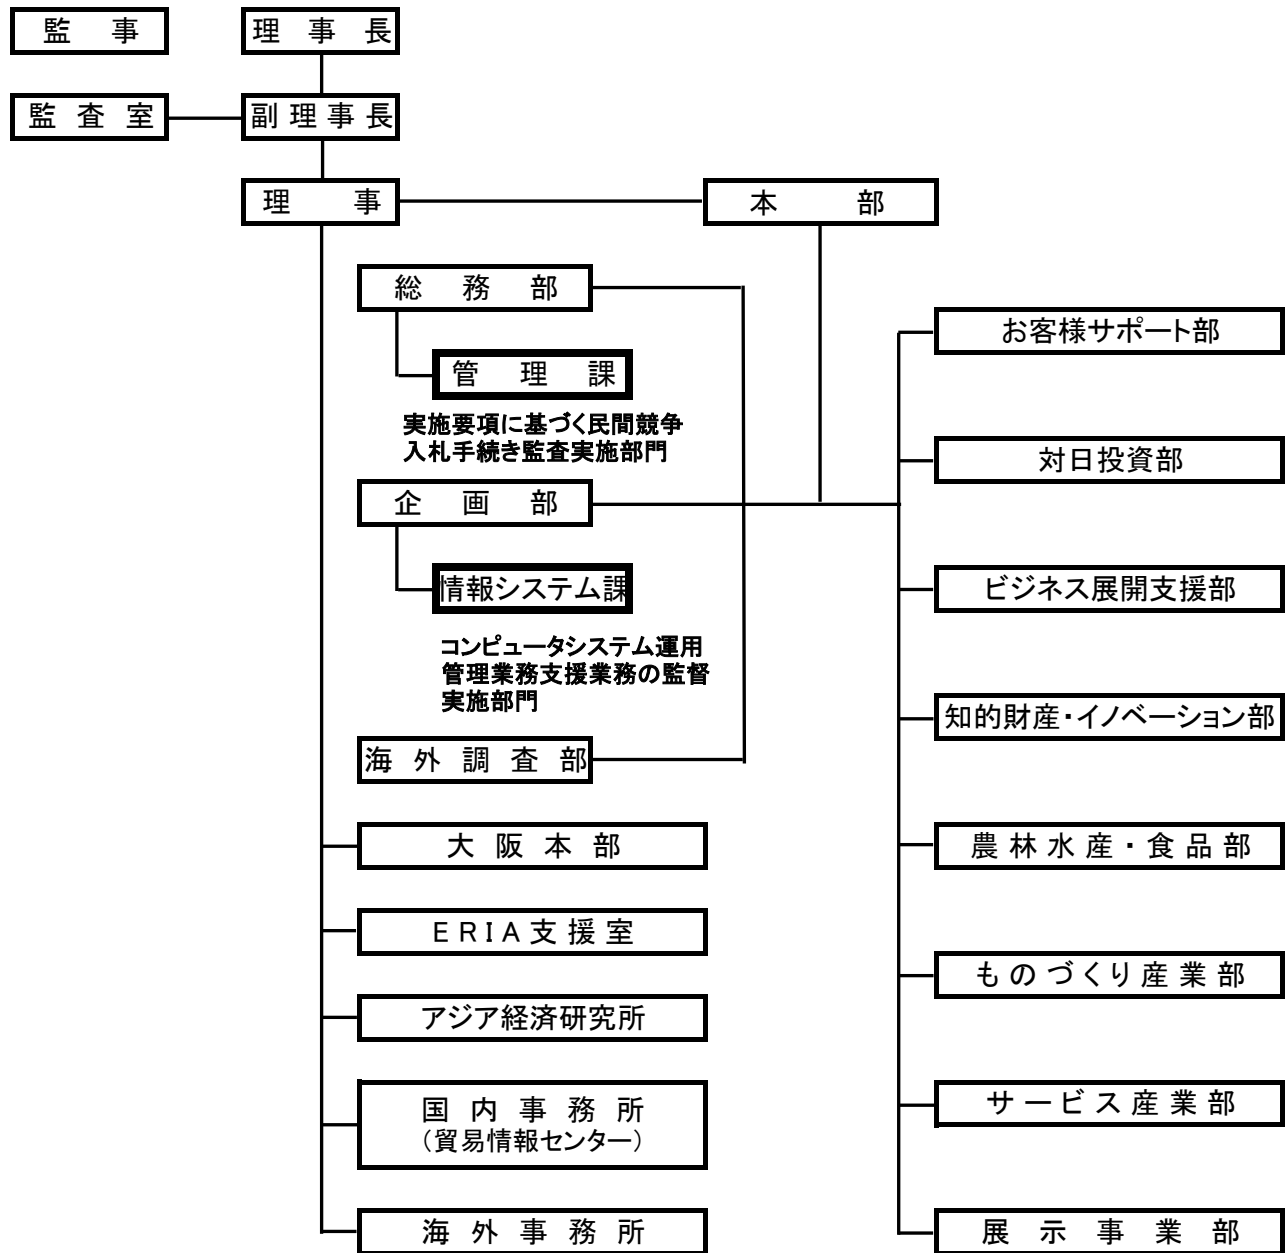 監事
理事長
監査室
副理事長
理事
本部
総務部
管理課
実施要項に基づく民間競争
入札手続き監査実施部門
企画部
情報システム課
コンピュータシステム運用
管理業務支援業務の監督
実施部門
海外調査部
大阪本部
ERIA支援室
アジア経済研究所
国内事務所
(貿易情報センター)
海外事務所
お客様サポート部
対日投資部
ビジネス展開支援部
知的財産・イノベーション部
農林水産・食品部
ものづくり産業部
サービス産業部
展示事業部